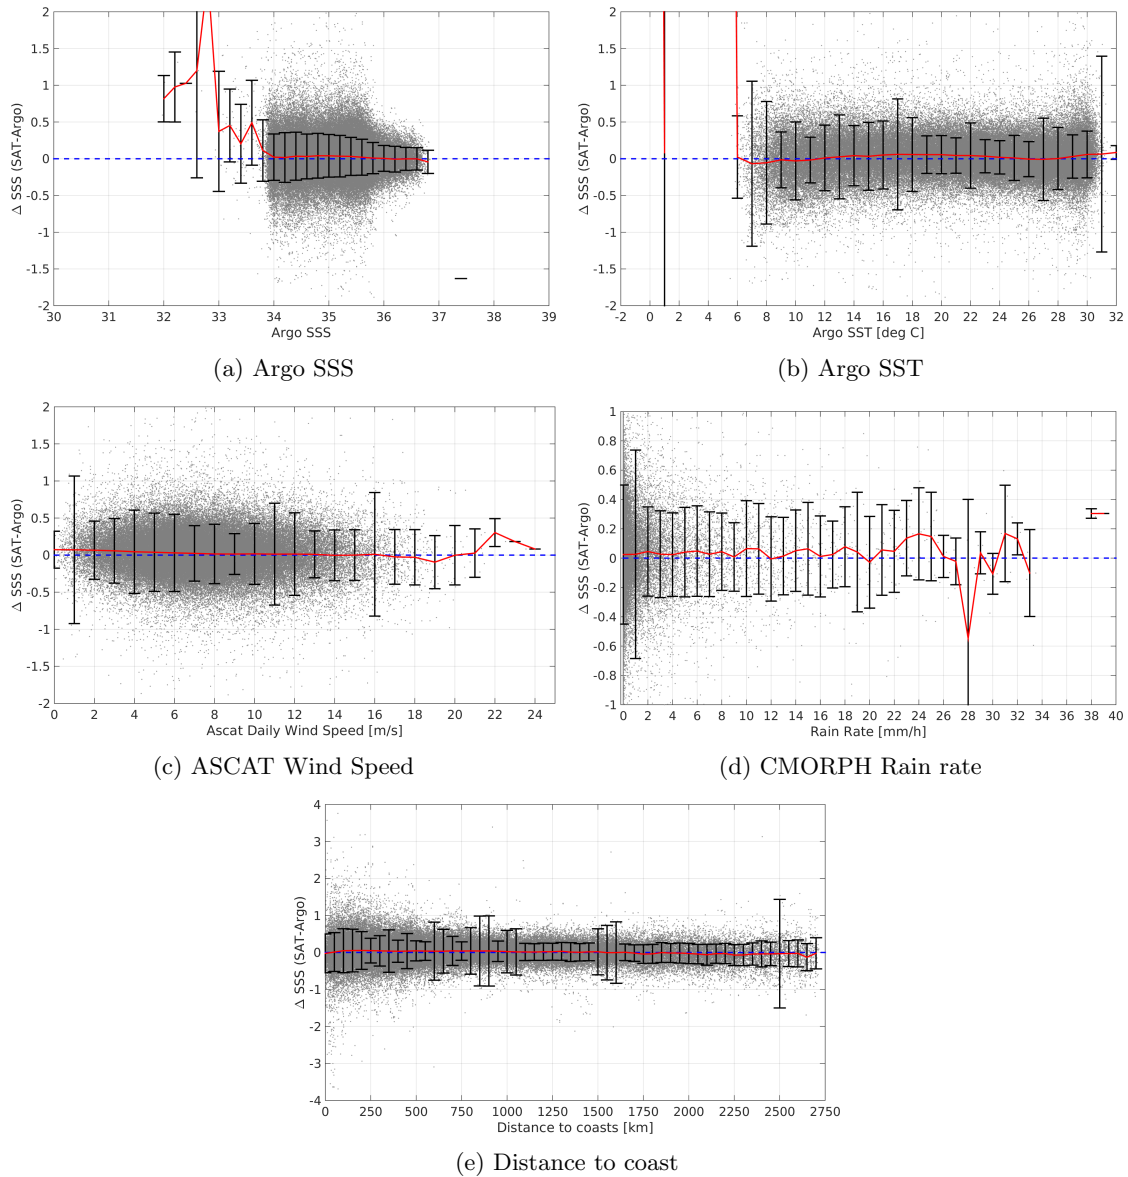 2
1.5
1
0.5
0
-0.5
-1
-1.5
-2
Δ SSS (SAT-Argo)
30 31 32 33 34 35 36 37 38 39
Argo SSS
(a) Argo SSS
2
1.5
1
0.5
0
-0.5
-1
-1.5
-2
Δ SSS (SAT-Argo)
-2 0 2 4 6 8 10 12 14 16 18 20 22 24 26 28 30 32
Argo SST [deg C]
(b) Argo SST
2
1.5
1
0.5
0
-0.5
-1
-1.5
-2
Δ SSS (SAT-Argo)
0 2 4 6 8 10 12 14 16 18 20 22 24
Ascat Daily Wind Speed [m/s]
(c) ASCAT Wind Speed
1
0.8
0.6
0.4
0.2
0
-0.2
-0.4
-0.6
-0.8
-1
Δ SSS (SAT-Argo)
0 2 4 6 8 10 12 14 16 18 20 22 24 26 28 30 32 34 36 38 40
Rain Rate [mm/h]
(d) CMORPH Rain rate
4
3
2
1
0
-1
-2
-3
-4
Δ SSS (SAT-Argo)
0 250 500 750 1000 1250 1500 1750 2000 2250 2500 2750
Distance to coasts [km]
(e) Distance to coast